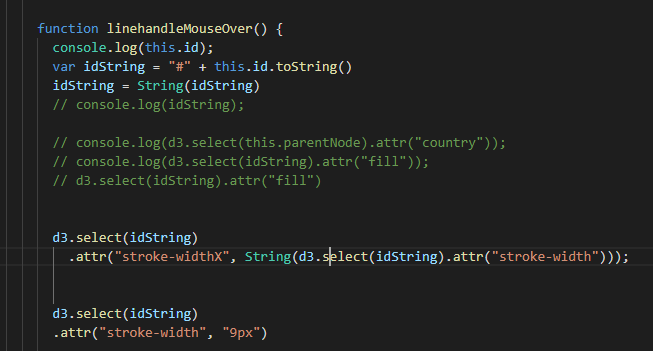 function linehandleMouseOver() {
console.log(this.id);
var idString = "#" + this.id.toString()
idString = String(idString)
// console.log(idString);
// console.log(d3.select(this.parentNode).attr("country"));
// console.log(d3.select(idString).attr("fill"));
// d3.select(idString).attr("fill")
d3.select(idString)
.attr("stroke-widthX", String(d3.select(idString).attr("stroke-width")));
d3.select(idString)
.attr("stroke-width", "9px")